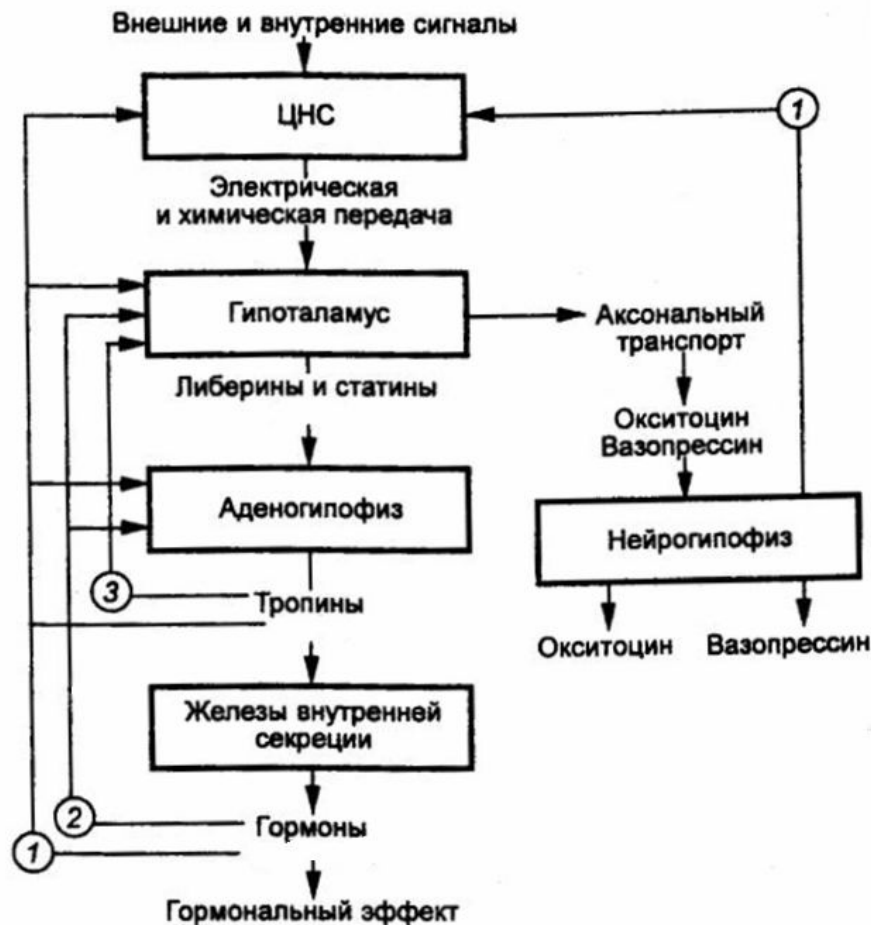 Внешние и внутренние сигналы
ЦНС
1
Электрическая
и химическая передача
Гипоталамус
Аксональный
транспорт
Либерины и статины
Окситоцин
Вазопрессин
Аденогипофиз
Нейрогипофиз
3
Тропины
Окситоцин
Вазопрессин
Железы внутренней
секреции
2
Гормоны
1
Гормональный эффект